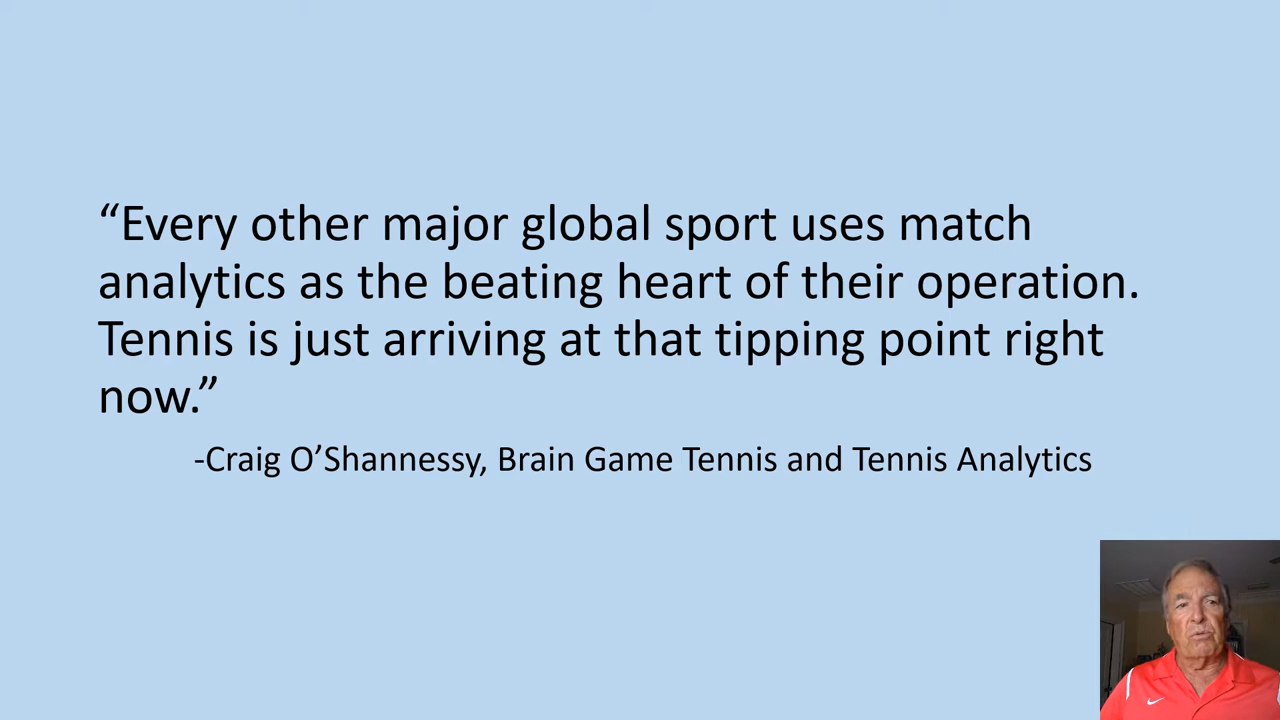 “Every other major global sport uses match
analytics as the beating heart of their operation.
Tennis is just arriving at that tipping point right
now.”
-Craig O’Shannessy, Brain Game Tennis and Tennis Analytics